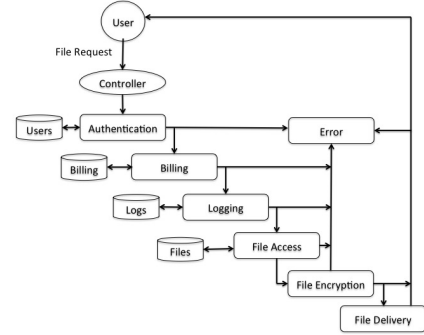 User
File Request
Controller
Users
Authentication
Error
Billing
Billing
Logs
Logging
Files
File Access
File Encryption
File Delivery